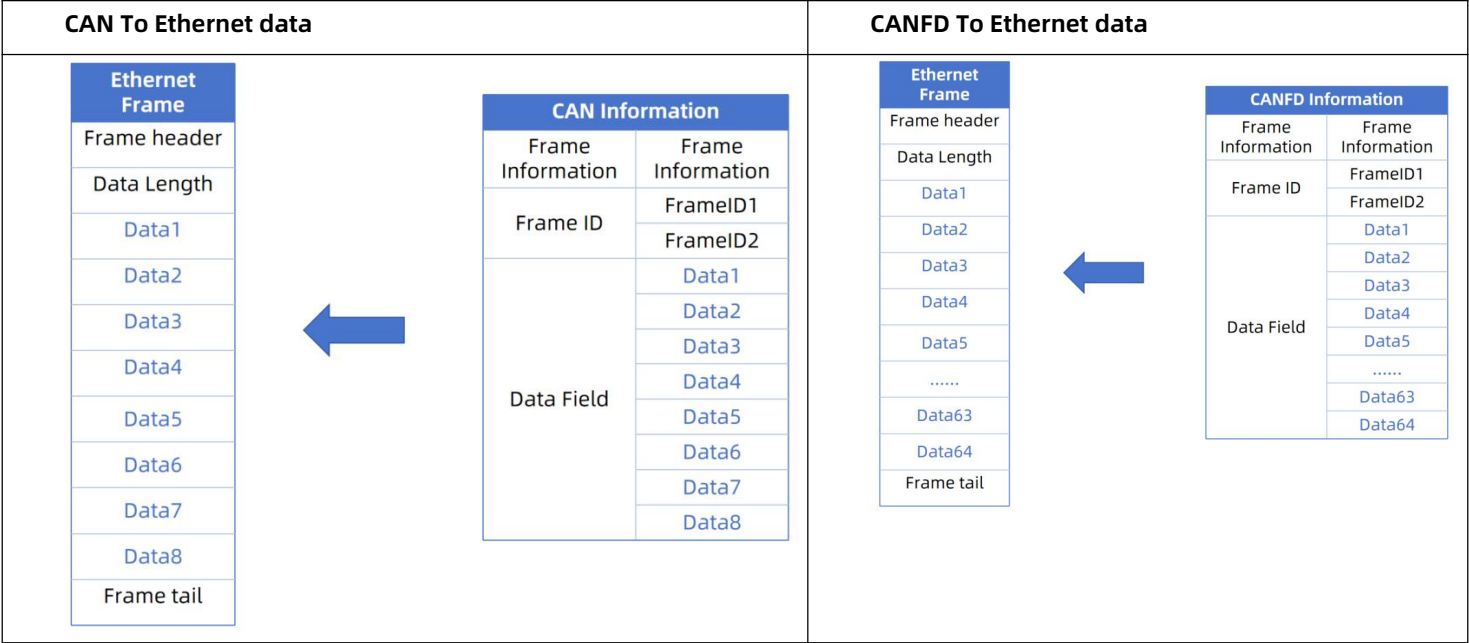 CAN To Ethernet data
Ethernet
Frame
Frame header
Data Length
Data1
Data2
Data3
Data4
Data5
Data6
Data7
Data8
Frame tail
CAN Information
Frame
Information
Frame
Information
Frame ID
FrameID1
FrameID2
Data Field
Data1
Data2
Data3
Data4
Data5
Data6
Data7
Data8
CANFD To Ethernet data
Ethernet
Frame
Frame header
Data Length
Data1
Data2
Data3
Data4
Data5
......
Data63
Data64
Frame tail
CANFD Information
Frame
Information
Frame
Information
Frame ID
FrameID1
FrameID2
Data Field
Data1
Data2
Data3
Data4
Data5
......
Data63
Data64